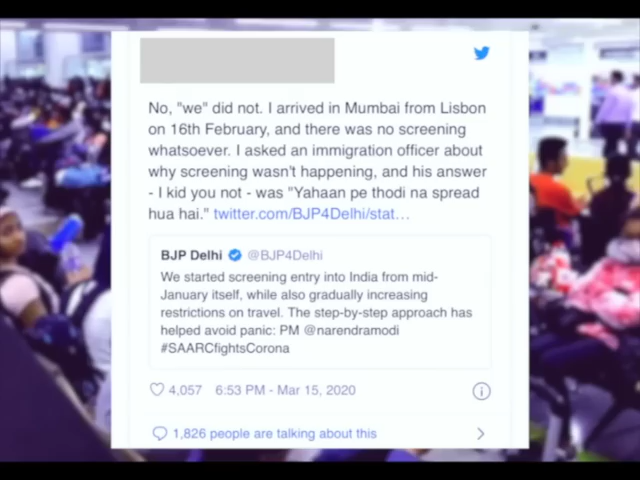 No, "we" did not. I arrived in Mumbai from Lisbon
on 16th February, and there was no screening
whatsoever. I asked an immigration officer about
why screening wasn't happening, and his answer
- I kid you not - was "Yahaan pe thodi na spread
hua hai." twitter.com/BJP4Delhi/stat…
BJP Delhi @BJP4Delhi
We started screening entry into India from mid-
January itself, while also gradually increasing
restrictions on travel. The step-by-step approach has
helped avoid panic: PM @narendramodi
#SAARCfightsCorona
4,057 6:53 PM - Mar 15, 2020
1,826 people are talking about this